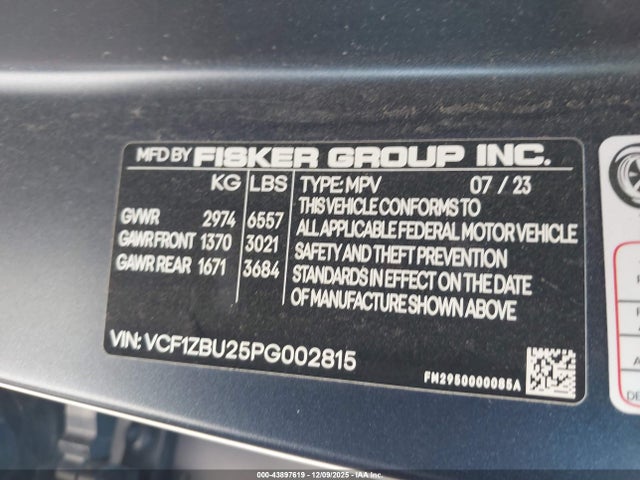 MFD BY FISKER GROUP INC.
KG LBS TYPE: MPV 07 / 23
GVWR 2974 6557
GAWR FRONT 1370 3021
GAWR REAR 1671 3684
THIS VEHICLE CONFORMS TO
ALL APPLICABLE FEDERAL MOTOR VEHICLE
SAFETY AND THEFT PREVENTION
STANDARDS IN EFFECT ON THE DATE
OF MANUFACTURE SHOWN ABOVE
VIN: VCF1ZBU25PG002815
FM29S0000085A
DE
000-43897619 - 12/09/2025 - IAA Inc.